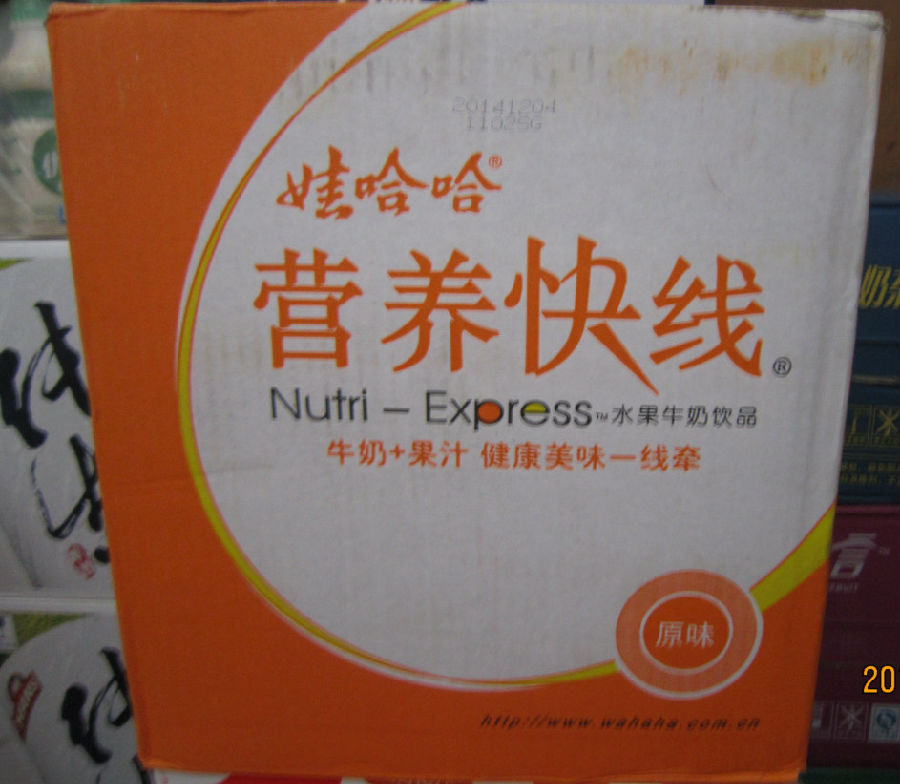 20141204
11025G
娃哈哈®
营养快线®
Nutri – Express™水果牛奶饮品
牛奶+果汁 健康美味一线牵
原味
http://www.wahaha.com.cn
奶茶
20